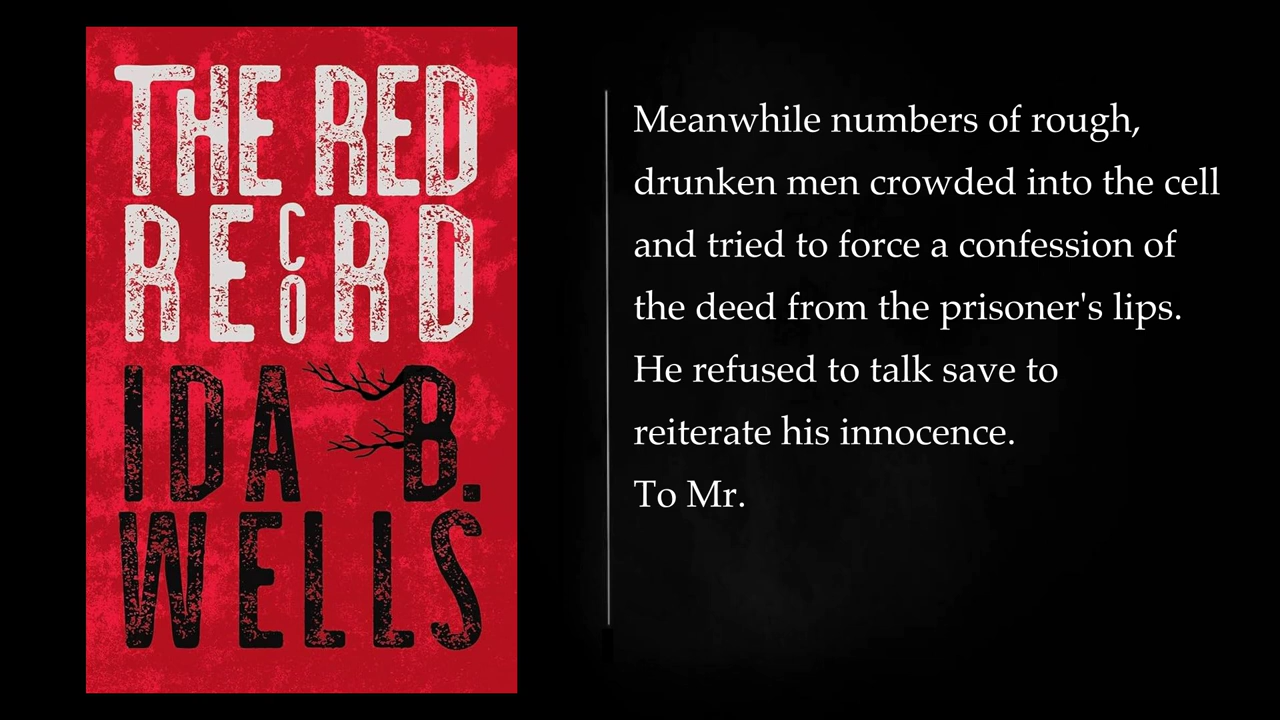 THE RED
RECORD
IDA B.
WELLS
Meanwhile numbers of rough,
drunken men crowded into the cell
and tried to force a confession of
the deed from the prisoner's lips.
He refused to talk save to
reiterate his innocence.
To Mr.